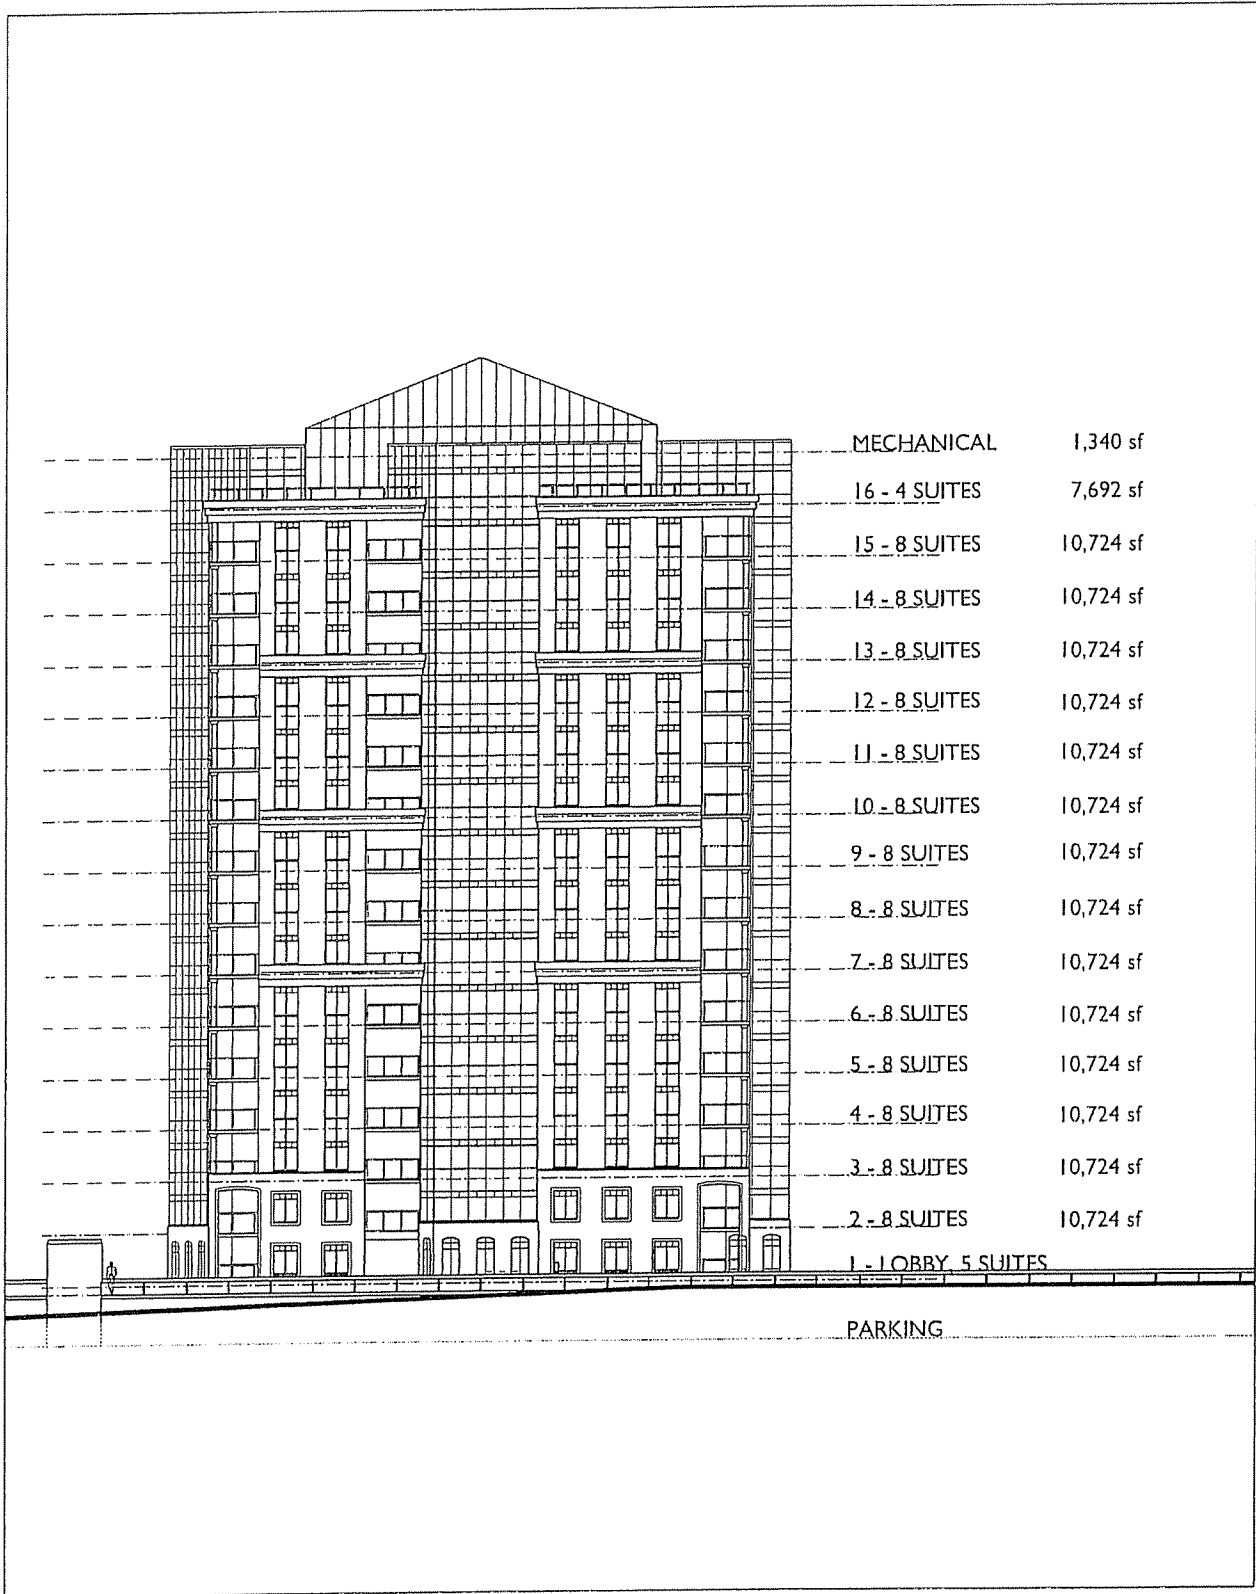 MECHANICAL 1,340 sf
16 - 4 SUITES 7,692 sf
15 - 8 SUITES 10,724 sf
14 - 8 SUITES 10,724 sf
13 - 8 SUITES 10,724 sf
12 - 8 SUITES 10,724 sf
11 - 8 SUITES 10,724 sf
10 - 8 SUITES 10,724 sf
9 - 8 SUITES 10,724 sf
8 - 8 SUITES 10,724 sf
7 - 8 SUITES 10,724 sf
6 - 8 SUITES 10,724 sf
5 - 8 SUITES 10,724 sf
4 - 8 SUITES 10,724 sf
3 - 8 SUITES 10,724 sf
2 - 8 SUITES 10,724 sf
1 - LOBBY, 5 SUITES
PARKING